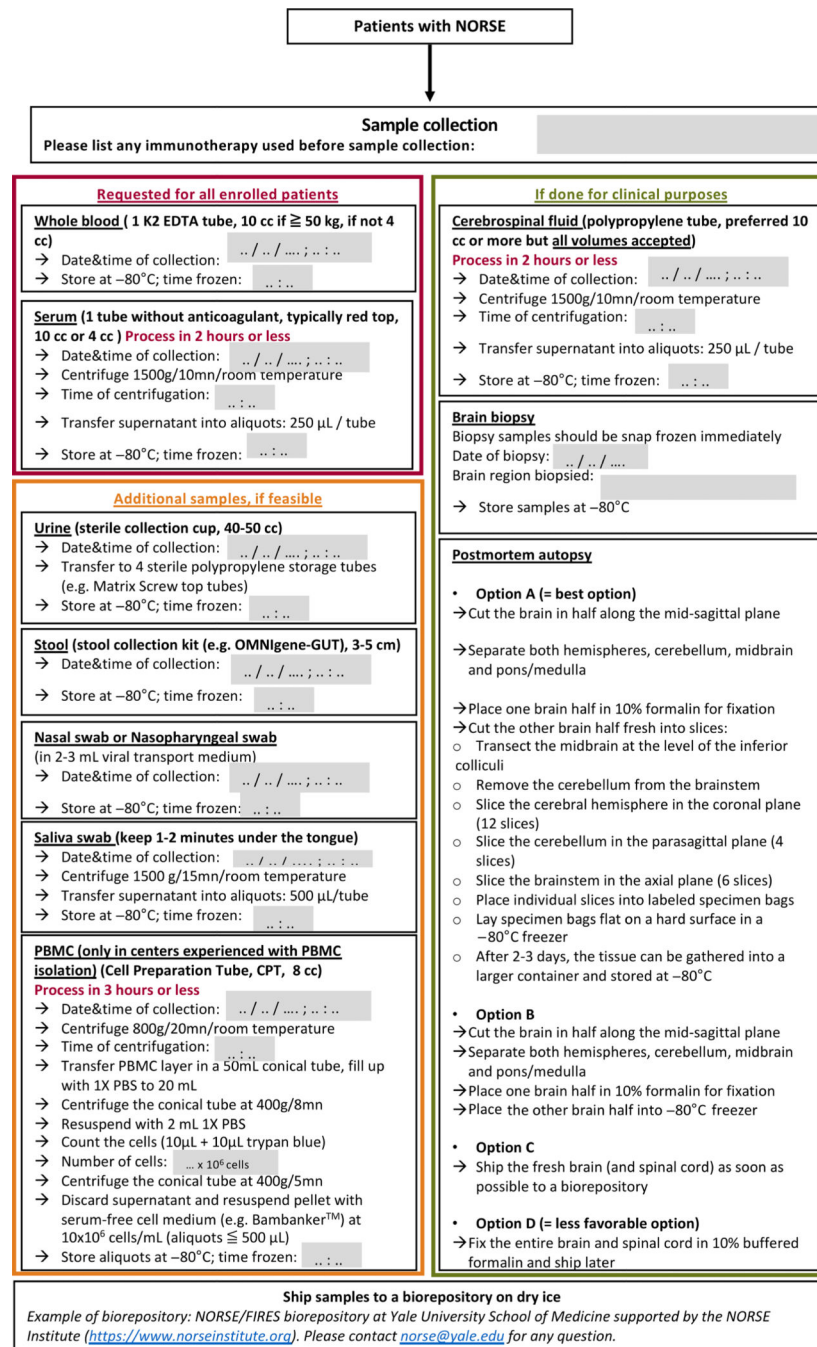 Patients with NORSE
Sample collection
Please list any immunotherapy used before sample collection:
Requested for all enrolled patients
Whole blood ( 1 K2 EDTA tube, 10 cc if ≧ 50 kg, if not 4
cc)
→ Date&time of collection: .. / .. / .... ; .. : ..
→ Store at −80°C; time frozen: .. : ..
Serum (1 tube without anticoagulant, typically red top,
10 cc or 4 cc ) Process in 2 hours or less
→ Date&time of collection: .. / .. / .... ; .. : ..
→ Centrifuge 1500g/10mn/room temperature
→ Time of centrifugation: .. : ..
→ Transfer supernatant into aliquots: 250 µL / tube
→ Store at −80°C; time frozen: .. : ..
Additional samples, if feasible
Urine (sterile collection cup, 40-50 cc)
→ Date&time of collection: .. / .. / .... ; .. : ..
→ Transfer to 4 sterile polypropylene storage tubes
(e.g. Matrix Screw top tubes)
→ Store at −80°C; time frozen: .. : ..
Stool (stool collection kit (e.g. OMNIgene-GUT), 3-5 cm)
→ Date&time of collection: .. / .. / .... ; .. : ..
→ Store at −80°C; time frozen: .. : ..
Nasal swab or Nasopharyngeal swab
(in 2-3 mL viral transport medium)
→ Date&time of collection: .. / .. / .... ; .. : ..
→ Store at −80°C; time frozen: .. : ..
Saliva swab (keep 1-2 minutes under the tongue)
→ Date&time of collection: .. / .. / .... ; .. : ..
→ Centrifuge 1500 g/15mn/room temperature
→ Transfer supernatant into aliquots: 500 µL/tube
→ Store at −80°C; time frozen: .. : ..
PBMC (only in centers experienced with PBMC
isolation) (Cell Preparation Tube, CPT, 8 cc)
Process in 3 hours or less
→ Date&time of collection: .. / .. / .... ; .. : ..
→ Centrifuge 800g/20mn/room temperature
→ Time of centrifugation: .. : ..
→ Transfer PBMC layer in a 50mL conical tube, fill up
with 1X PBS to 20 mL
→ Centrifuge the conical tube at 400g/8mn
→ Resuspend with 2 mL 1X PBS
→ Count the cells (10µL + 10µL trypan blue)
→ Number of cells: ... x 10⁶ cells
→ Centrifuge the conical tube at 400g/5mn
→ Discard supernatant and resuspend pellet with
serum-free cell medium (e.g. Bambanker™) at
10x10⁶ cells/mL (aliquots ≦ 500 µL)
→ Store aliquots at −80°C; time frozen: .. : ..
If done for clinical purposes
Cerebrospinal fluid (polypropylene tube, preferred 10
cc or more but all volumes accepted)
Process in 2 hours or less
→ Date&time of collection: .. / .. / .... ; .. : ..
→ Centrifuge 1500g/10mn/room temperature
→ Time of centrifugation: .. : ..
→ Transfer supernatant into aliquots: 250 µL / tube
→ Store at −80°C; time frozen: .. : ..
Brain biopsy
Biopsy samples should be snap frozen immediately
Date of biopsy: .. / .. / ....
Brain region biopsied:
→ Store samples at −80°C
Postmortem autopsy
• Option A (= best option)
→Cut the brain in half along the mid-sagittal plane
→Separate both hemispheres, cerebellum, midbrain
and pons/medulla
→Place one brain half in 10% formalin for fixation
→Cut the other brain half fresh into slices:
○ Transect the midbrain at the level of the inferior
colliculi
○ Remove the cerebellum from the brainstem
○ Slice the cerebral hemisphere in the coronal plane
(12 slices)
○ Slice the cerebellum in the parasagittal plane (4
slices)
○ Slice the brainstem in the axial plane (6 slices)
○ Place individual slices into labeled specimen bags
○ Lay specimen bags flat on a hard surface in a
−80°C freezer
○ After 2-3 days, the tissue can be gathered into a
larger container and stored at −80°C
• Option B
→Cut the brain in half along the mid-sagittal plane
→Separate both hemispheres, cerebellum, midbrain
and pons/medulla
→Place one brain half in 10% formalin for fixation
→Place the other brain half into −80°C freezer
• Option C
→ Ship the fresh brain (and spinal cord) as soon as
possible to a biorepository
• Option D (= less favorable option)
→Fix the entire brain and spinal cord in 10% buffered
formalin and ship later
Ship samples to a biorepository on dry ice
Example of biorepository: NORSE/FIRES biorepository at Yale University School of Medicine supported by the NORSE
Institute (https://www.norseinstitute.org). Please contact norse@yale.edu for any question.